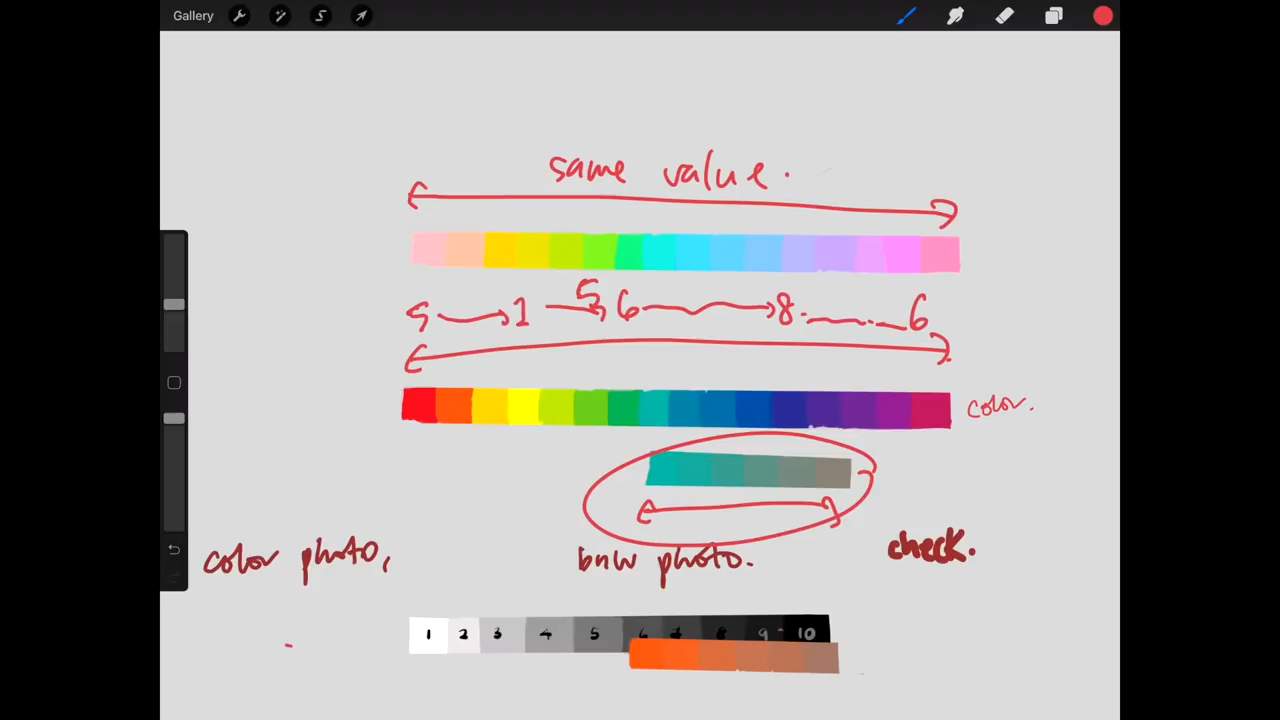 Gallery
same value.
5 1 5 6 8 6
color.
color photo, bnw photo. check.
1 2 3 4 5 6 7 8 9 10